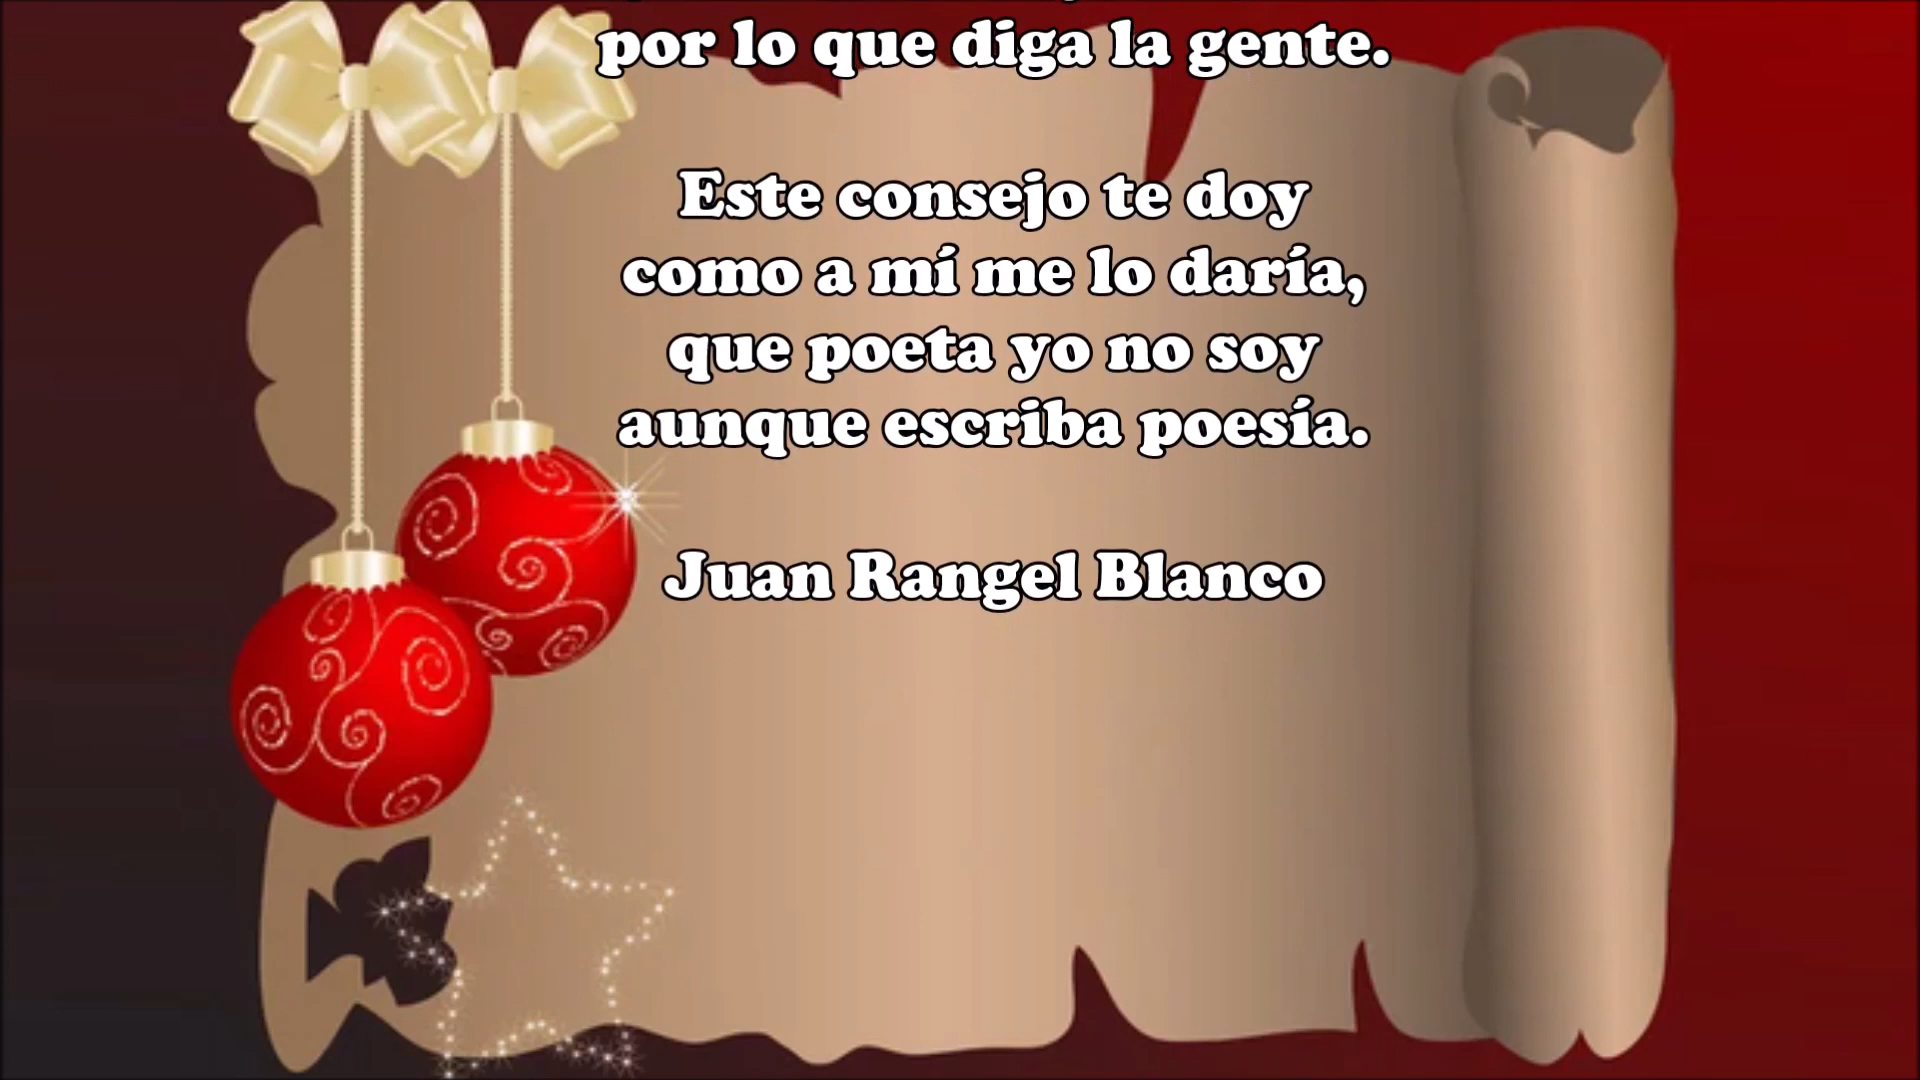 por lo que diga la gente.
Este consejo te doy
como a mí me lo daría,
que poeta yo no soy
aunque escriba poesía.
Juan Rangel Blanco